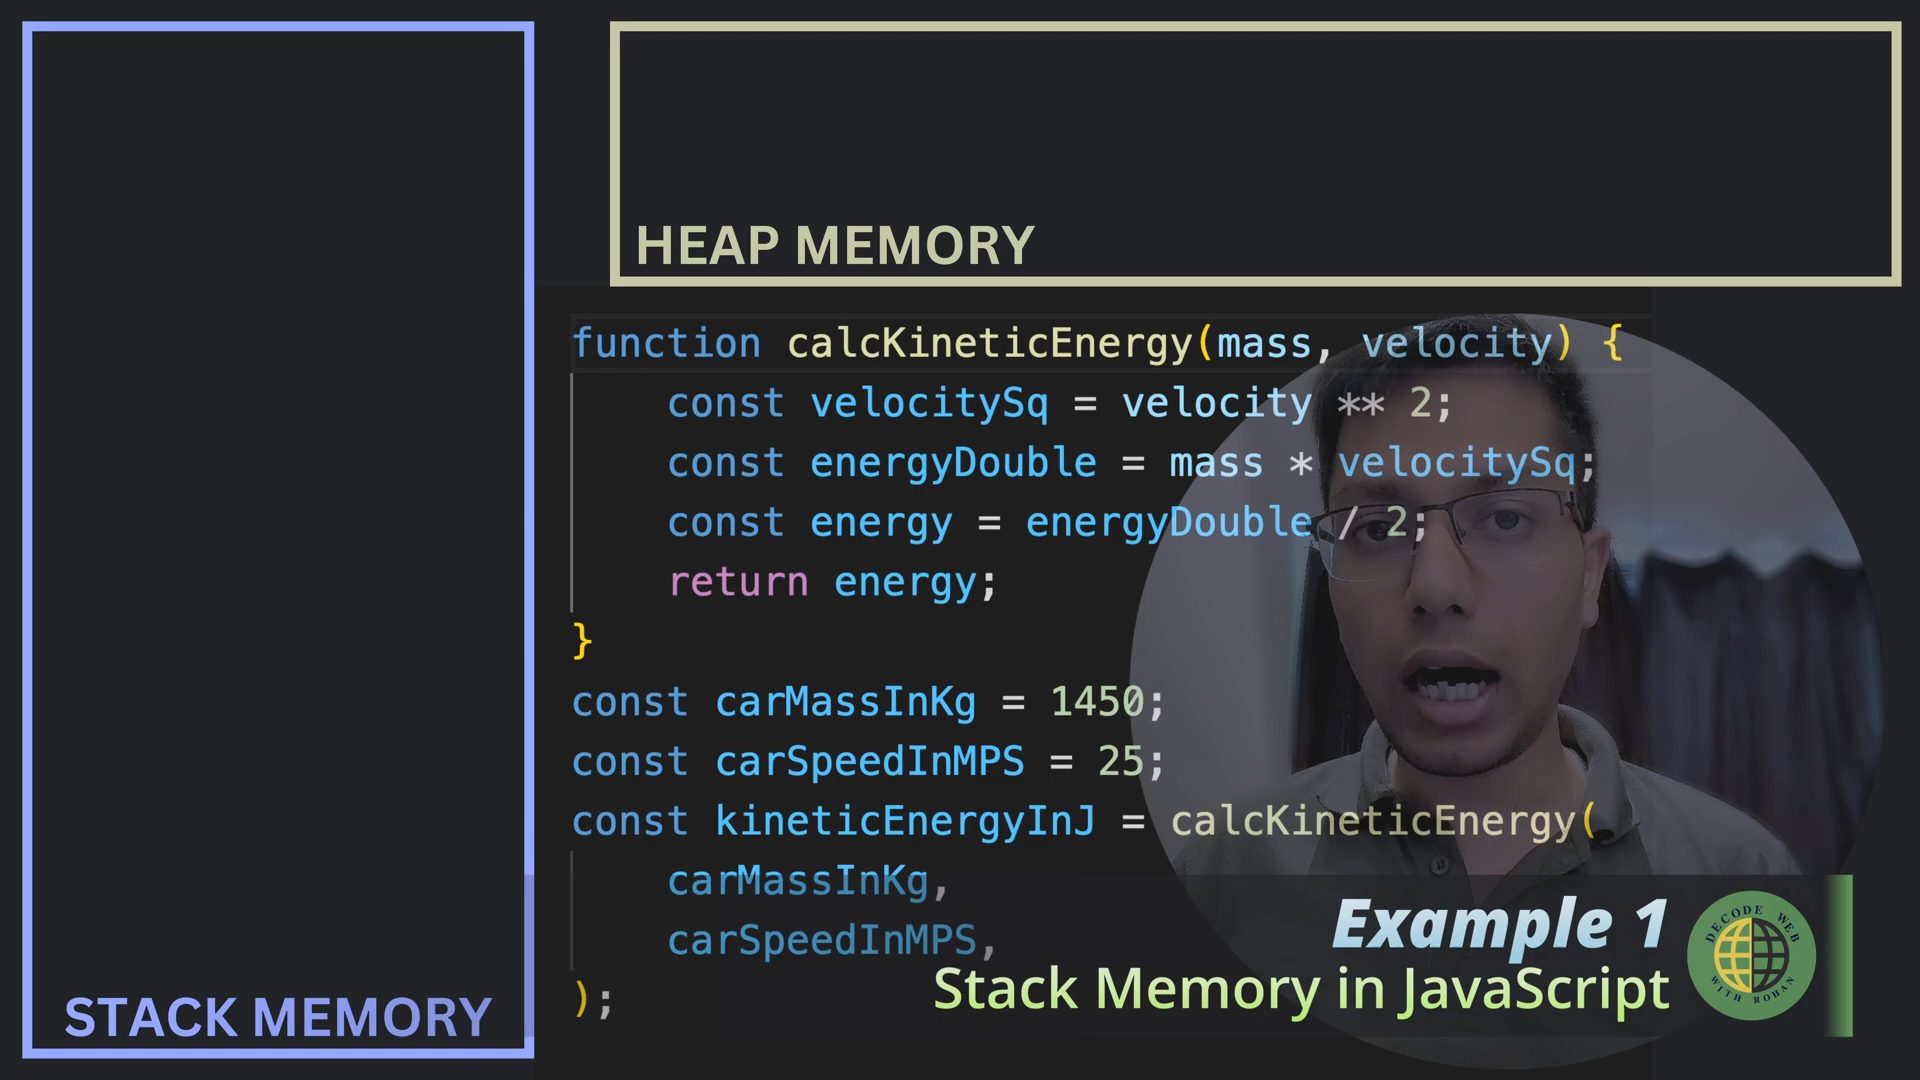 HEAP MEMORY
function calcKineticEnergy(mass, velocity) {
    const velocitySq = velocity ** 2;
    const energyDouble = mass * velocitySq;
    const energy = energyDouble / 2;
    return energy;
}
const carMassInKg = 1450;
const carSpeedInMPS = 25;
const kineticEnergyInJ = calcKineticEnergy(
    carMassInKg,
    carSpeedInMPS,
);
STACK MEMORY
Example 1
Stack Memory in JavaScript
DECODE WEB
WITH ROHAN